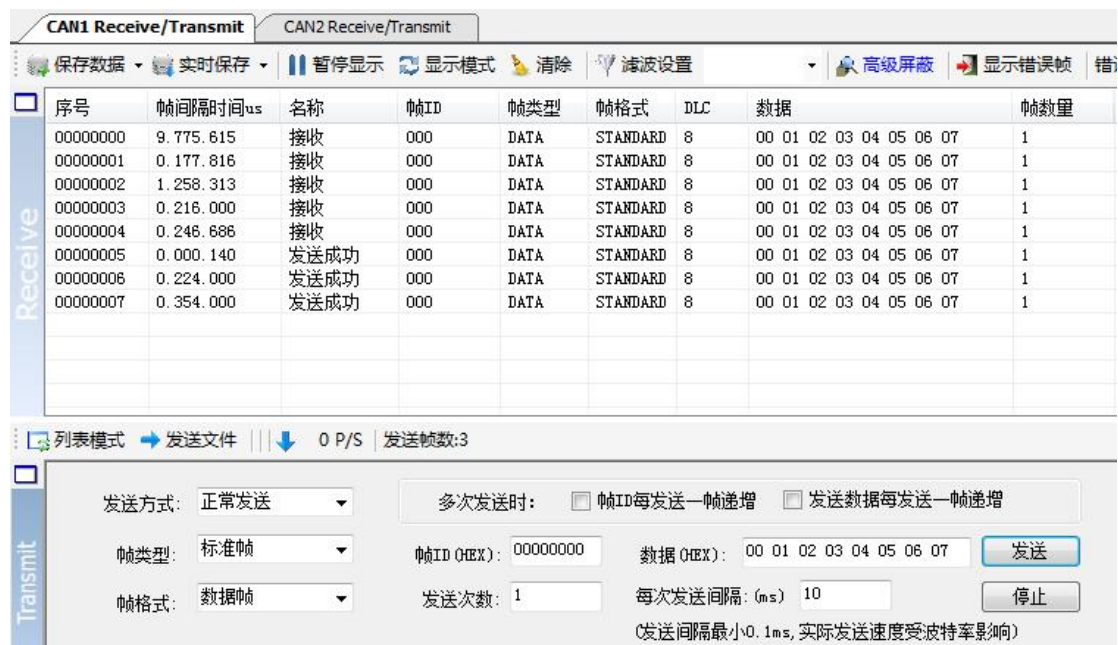 CAN1 Receive/Transmit CAN2 Receive/Transmit
保存数据 实时保存 暂停显示 显示模式 清除 滤波设置 高级屏蔽 显示错误帧
序号 帧间隔时间us 名称 帧ID 帧类型 帧格式 DLC 数据 帧数量
00000000 9.775.615 接收 000 DATA STANDARD 8 00 01 02 03 04 05 06 07 1
00000001 0.177.816 接收 000 DATA STANDARD 8 00 01 02 03 04 05 06 07 1
00000002 1.258.313 接收 000 DATA STANDARD 8 00 01 02 03 04 05 06 07 1
00000003 0.216.000 接收 000 DATA STANDARD 8 00 01 02 03 04 05 06 07 1
00000004 0.246.686 接收 000 DATA STANDARD 8 00 01 02 03 04 05 06 07 1
00000005 0.000.140 发送成功 000 DATA STANDARD 8 00 01 02 03 04 05 06 07 1
00000006 0.224.000 发送成功 000 DATA STANDARD 8 00 01 02 03 04 05 06 07 1
00000007 0.354.000 发送成功 000 DATA STANDARD 8 00 01 02 03 04 05 06 07 1
Receive
列表模式 发送文件 0 P/S 发送帧数:3
发送方式: 正常发送 多次发送时: 帧ID每发送一帧递增 发送数据每发送一帧递增
帧类型: 标准帧 帧ID(HEX): 00000000 数据(HEX): 00 01 02 03 04 05 06 07 发送
帧格式: 数据帧 发送次数: 1 每次发送间隔:(ms) 10 停止
(发送间隔最小0.1ms,实际发送速度受波特率影响)
Transmit